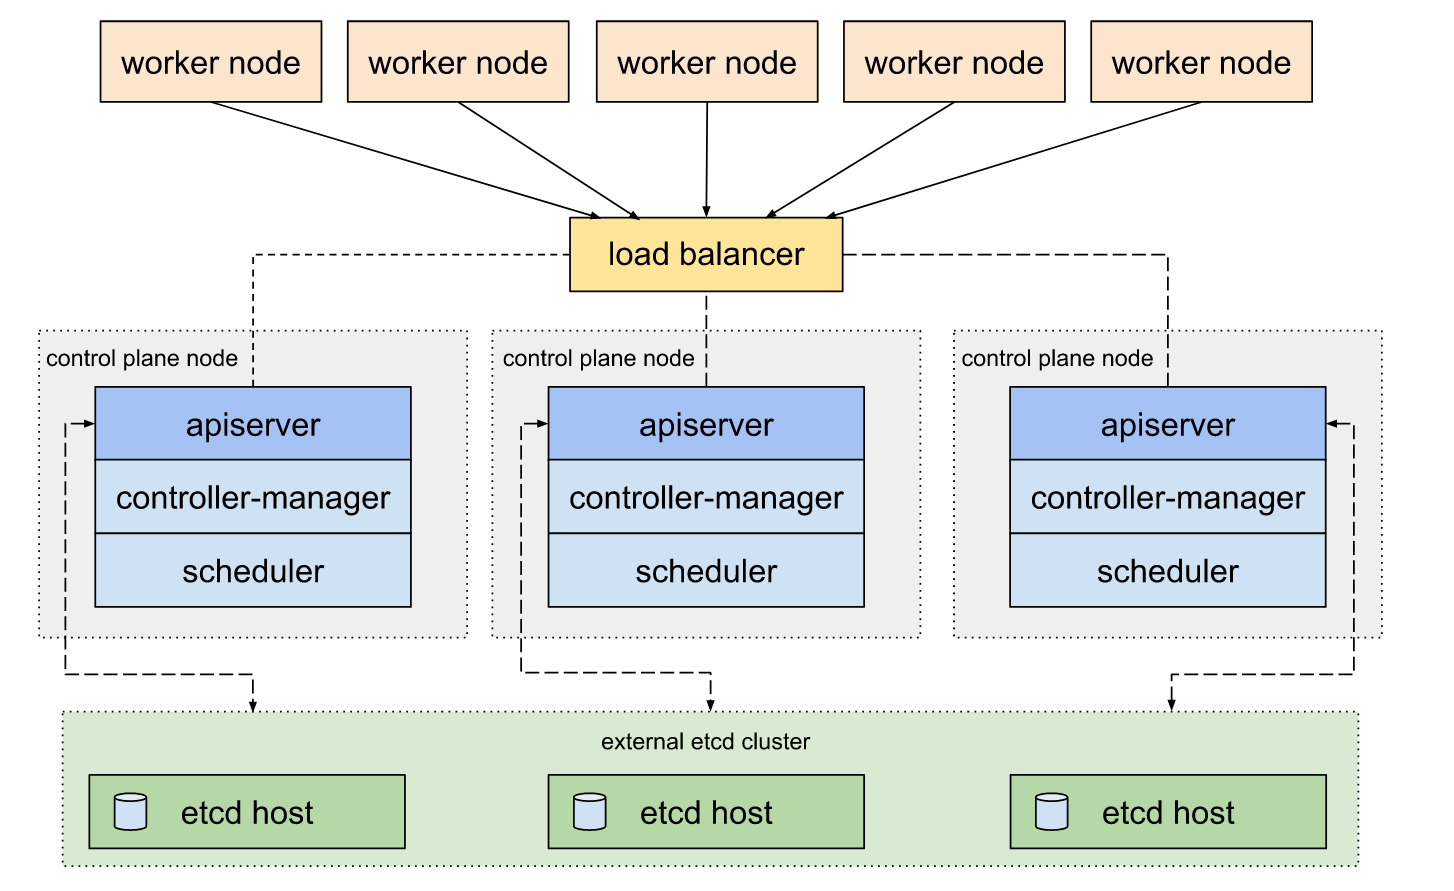 worker node
worker node
worker node
worker node
worker node
load balancer
control plane node
control plane node
control plane node
apiserver
apiserver
apiserver
controller-manager
controller-manager
controller-manager
scheduler
scheduler
scheduler
external etcd cluster
etcd host
etcd host
etcd host